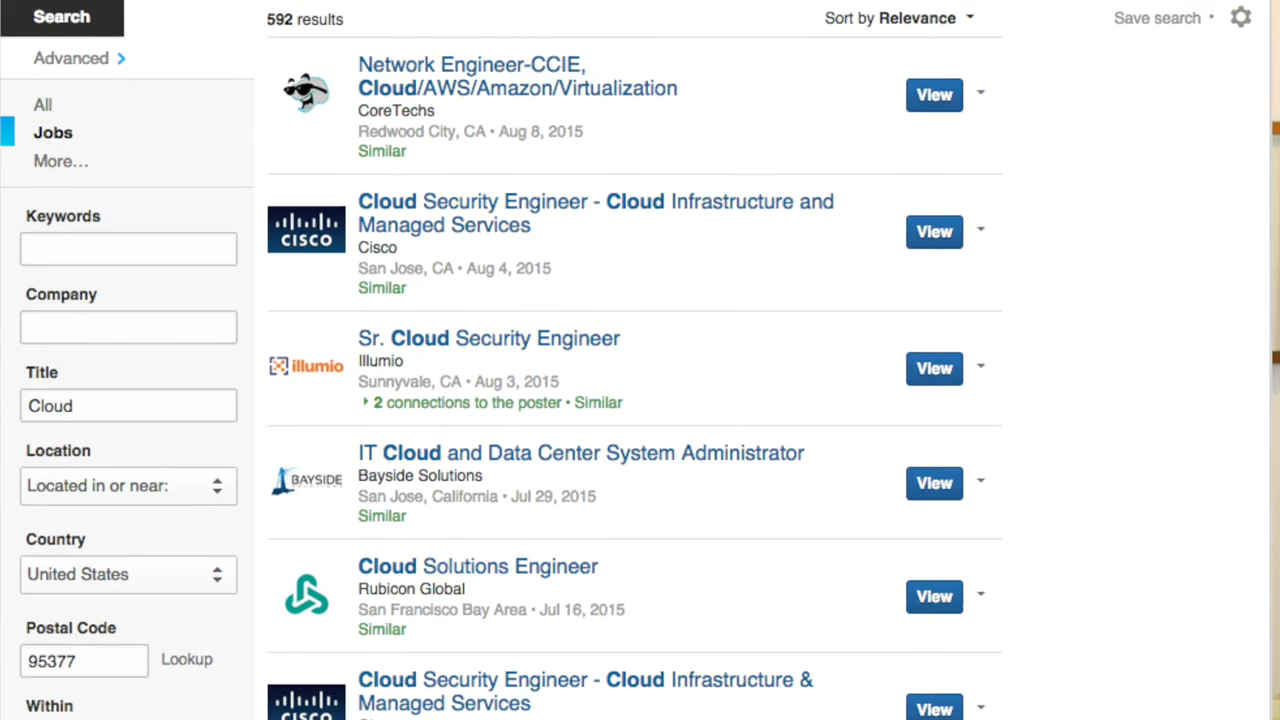 Search
Advanced
All
Jobs
More...
Keywords
Company
Title
Cloud
Location
Located in or near:
Country
United States
Postal Code
95377
Lookup
Within
592 results
Sort by Relevance
Save search •
Network Engineer-CCIE,
Cloud/AWS/Amazon/Virtualization
CoreTechs
Redwood City, CA • Aug 8, 2015
Similar
View
CISCO
Cloud Security Engineer - Cloud Infrastructure and
Managed Services
Cisco
San Jose, CA • Aug 4, 2015
Similar
View
illumio
Sr. Cloud Security Engineer
Illumio
Sunnyvale, CA • Aug 3, 2015
2 connections to the poster • Similar
View
BAYSIDE
IT Cloud and Data Center System Administrator
Bayside Solutions
San Jose, California • Jul 29, 2015
Similar
View
Cloud Solutions Engineer
Rubicon Global
San Francisco Bay Area • Jul 16, 2015
Similar
View
CISCO
Cloud Security Engineer - Cloud Infrastructure &
Managed Services
View